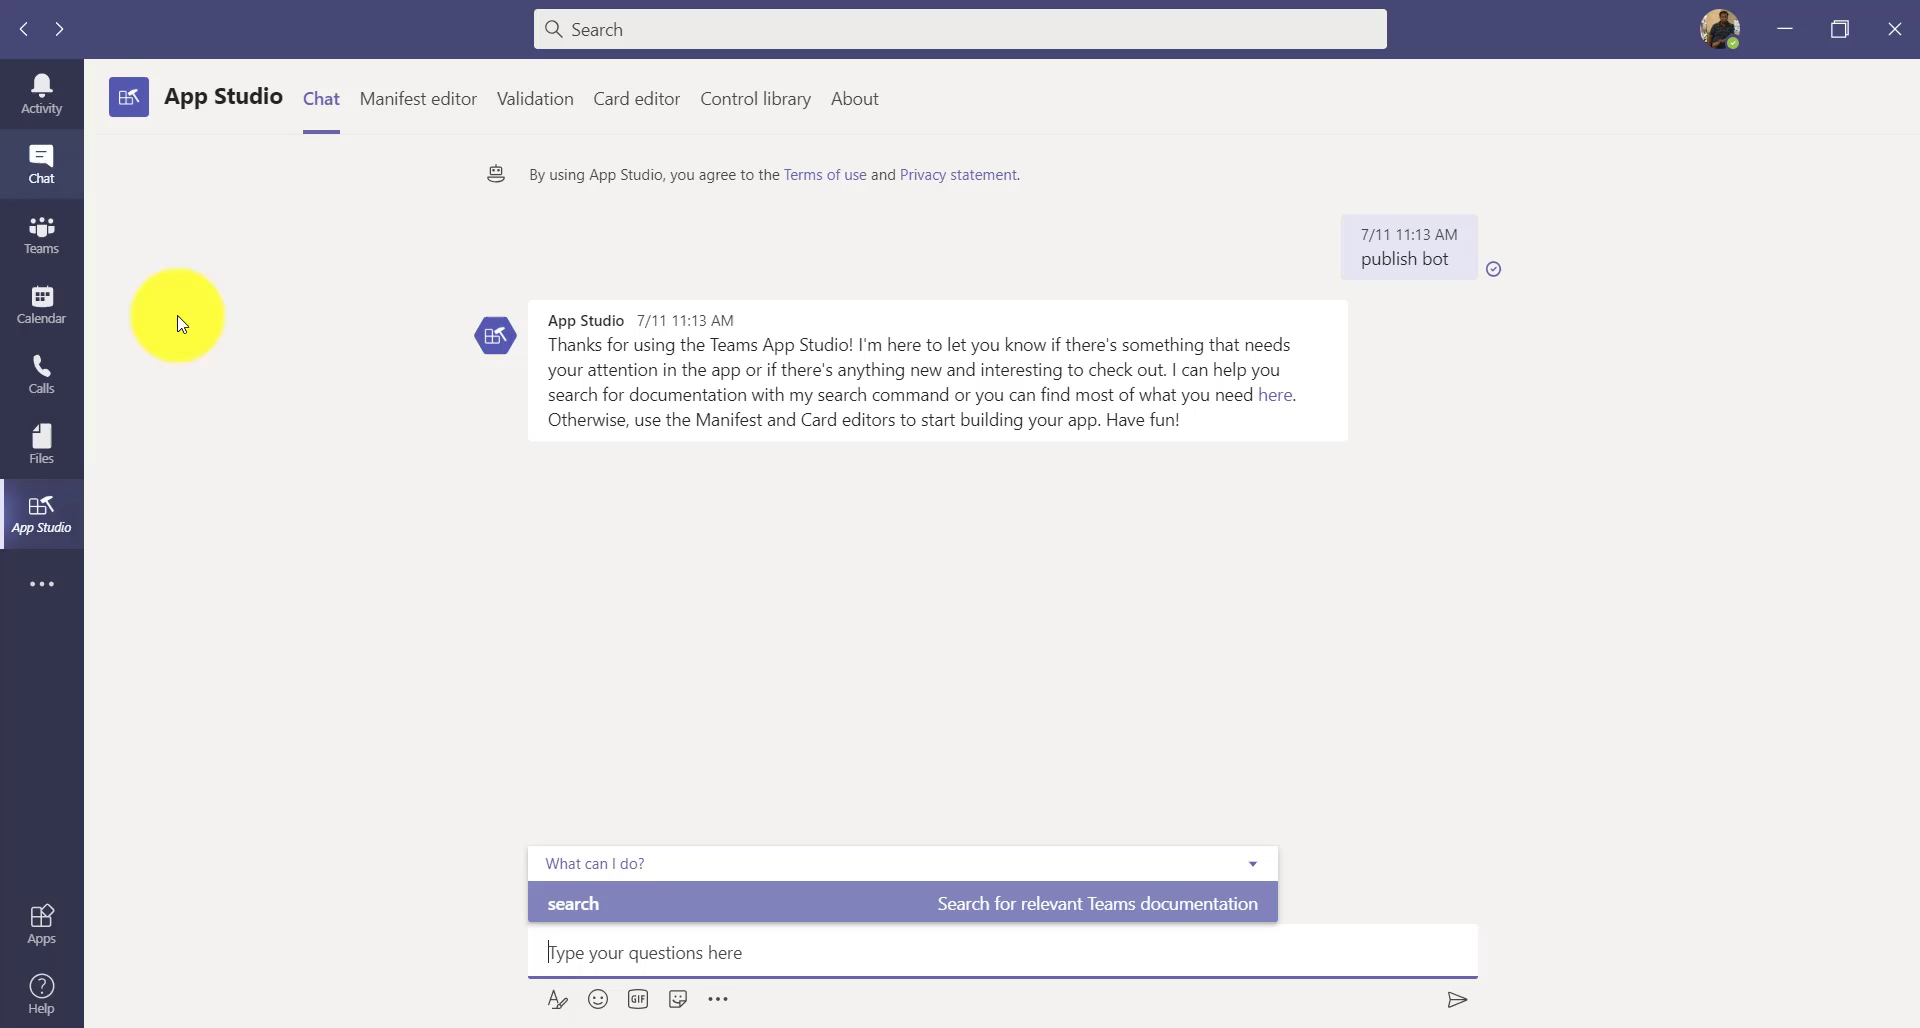 Search
Activity
Chat
Teams
Calendar
Calls
Files
App Studio
Apps
Help
App Studio
Chat
Manifest editor
Validation
Card editor
Control library
About
By using App Studio, you agree to the Terms of use and Privacy statement.
7/11 11:13 AM
publish bot
App Studio 7/11 11:13 AM
Thanks for using the Teams App Studio! I'm here to let you know if there's something that needs
your attention in the app or if there's anything new and interesting to check out. I can help you
search for documentation with my search command or you can find most of what you need here.
Otherwise, use the Manifest and Card editors to start building your app. Have fun!
What can I do?
search Search for relevant Teams documentation
Type your questions here
GIF